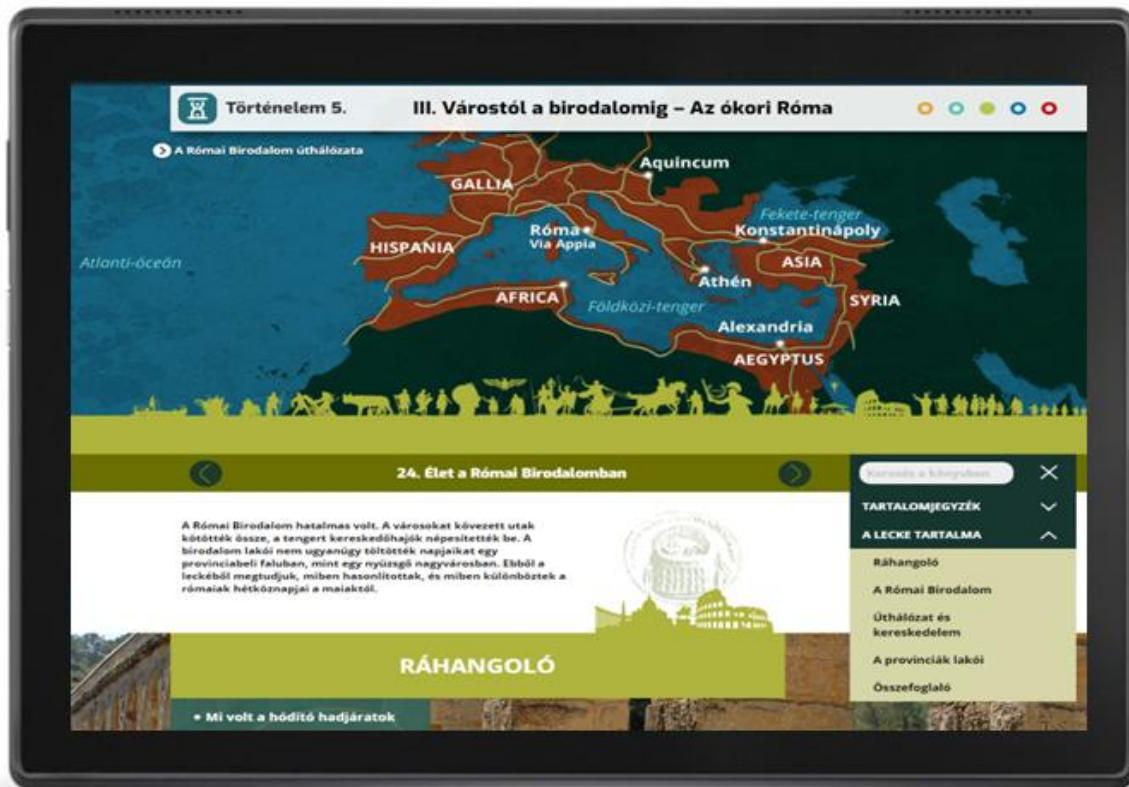 Történelem 5.
III. Várostól a birodalomig – Az ókori Róma
A Római Birodalom úthálózata
Aquincum
GALLIA
Fekete-tenger
Róma
Konstantinápoly
Via Appia
HISPANIA
Atlanti-óceán
ASIA
Athén
AFRICA
Földközi-tenger
SYRIA
Alexandria
AEGYPTUS
24. Élet a Római Birodalomban
Keresés a könyvben
TARTALOMJEGYZÉK
A LECKE TARTALMA
Ráhangoló
A Római Birodalom
Úthálózat és
kereskedelem
A provinciák lakói
Összefoglaló
A Római Birodalom hatalmas volt. A városokat kövezett utak
kötötték össze, a tengert kereskedőhajók népesítették be. A
birodalom lakói nem ugyanúgy töltötték napjaikat egy
provinciabeli faluban, mint egy nyüzsgő nagyvárosban. Ebből a
leckéből megtudjuk, miben hasonlítottak, és miben különböztek a
rómaiak hétköznapjai a maiaktól.
RÁHANGOLÓ
• Mi volt a hódító hadjáratok